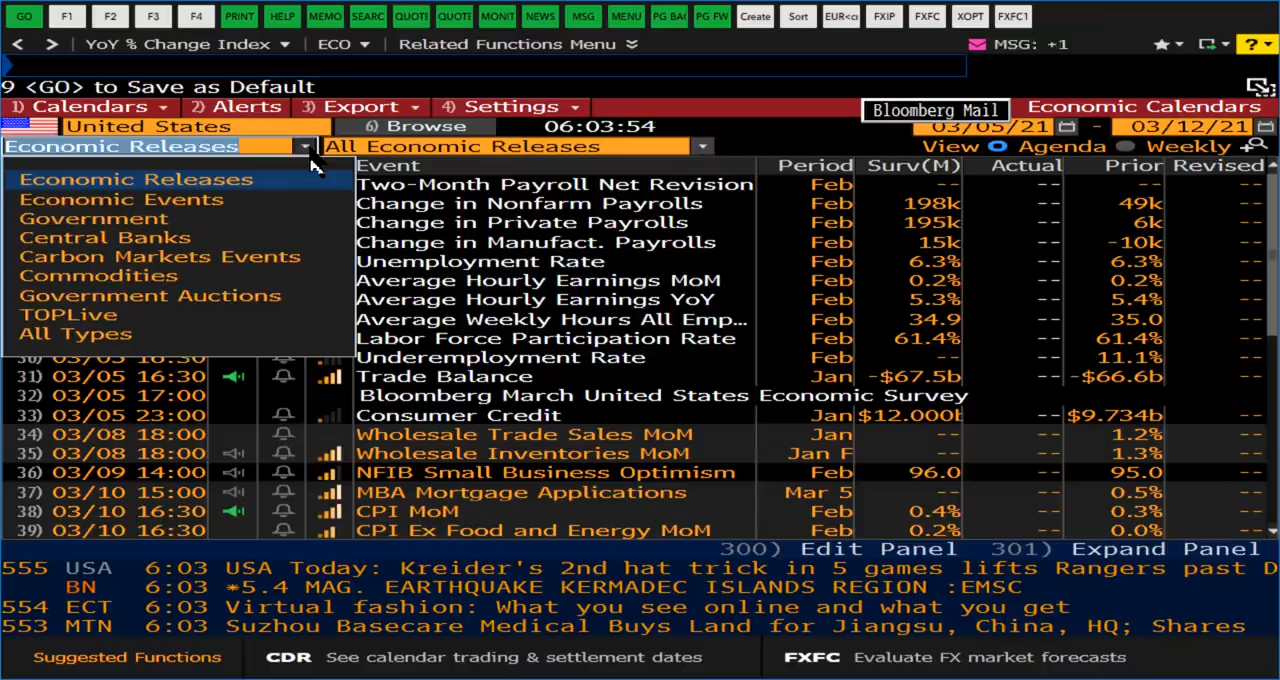 GO F1 F2 F3 F4 PRINT HELP MEMO SEARC QUOTE QUOTE MONIT NEWS MSG MENU PG BAC PG FW Create Sort EUR<cr FXIP FXFC XOPT FXFC1
< > YoY % Change Index ECO Related Functions Menu MSG: +1 ?
9 <GO> to Save as Default
1) Calendars 2) Alerts 3) Export 4) Settings Bloomberg Mail Economic Calendars
United States 6) Browse 06:03:54 03/05/21 - 03/12/21
Economic Releases All Economic Releases View Agenda Weekly
Event Period Surv(M) Actual Prior Revised
Economic Releases
Economic Events
Government
Central Banks
Carbon Markets Events
Commodities
Government Auctions
TOPLive
All Types
Two-Month Payroll Net Revision Feb -- -- -- --
Change in Nonfarm Payrolls Feb 198k -- 49k --
Change in Private Payrolls Feb 195k -- 6k --
Change in Manufact. Payrolls Feb 15k -- -10k --
Unemployment Rate Feb 6.3% -- 6.3% --
Average Hourly Earnings MoM Feb 0.2% -- 0.2% --
Average Hourly Earnings YoY Feb 5.3% -- 5.4% --
Average Weekly Hours All Emp... Feb 34.9 -- 35.0 --
Labor Force Participation Rate Feb 61.4% -- 61.4% --
30) 03/05 16:30 Underemployment Rate Feb -- -- 11.1% --
31) 03/05 16:30 Trade Balance Jan -$67.5b -- -$66.6b --
32) 03/05 17:00 Bloomberg March United States Economic Survey
33) 03/05 23:00 Consumer Credit Jan $12.000b -- $9.734b --
34) 03/08 18:00 Wholesale Trade Sales MoM Jan -- -- 1.2% --
35) 03/08 18:00 Wholesale Inventories MoM Jan F -- -- 1.3% --
36) 03/09 14:00 NFIB Small Business Optimism Feb 96.0 -- 95.0 --
37) 03/10 15:00 MBA Mortgage Applications Mar 5 -- -- 0.5% --
38) 03/10 16:30 CPI MoM Feb 0.4% -- 0.3% --
39) 03/10 16:30 CPI Ex Food and Energy MoM Feb 0.2% -- 0.0% --
300) Edit Panel 301) Expand Panel
555 USA 6:03 USA Today: Kreider's 2nd hat trick in 5 games lifts Rangers past D
BN 6:03 *5.4 MAG. EARTHQUAKE KERMADEC ISLANDS REGION :EMSC
554 ECT 6:03 Virtual fashion: What you see online and what you get
553 MTN 6:03 Suzhou Basecare Medical Buys Land for Jiangsu, China, HQ; Shares
Suggested Functions CDR See calendar trading & settlement dates FXFC Evaluate FX market forecasts